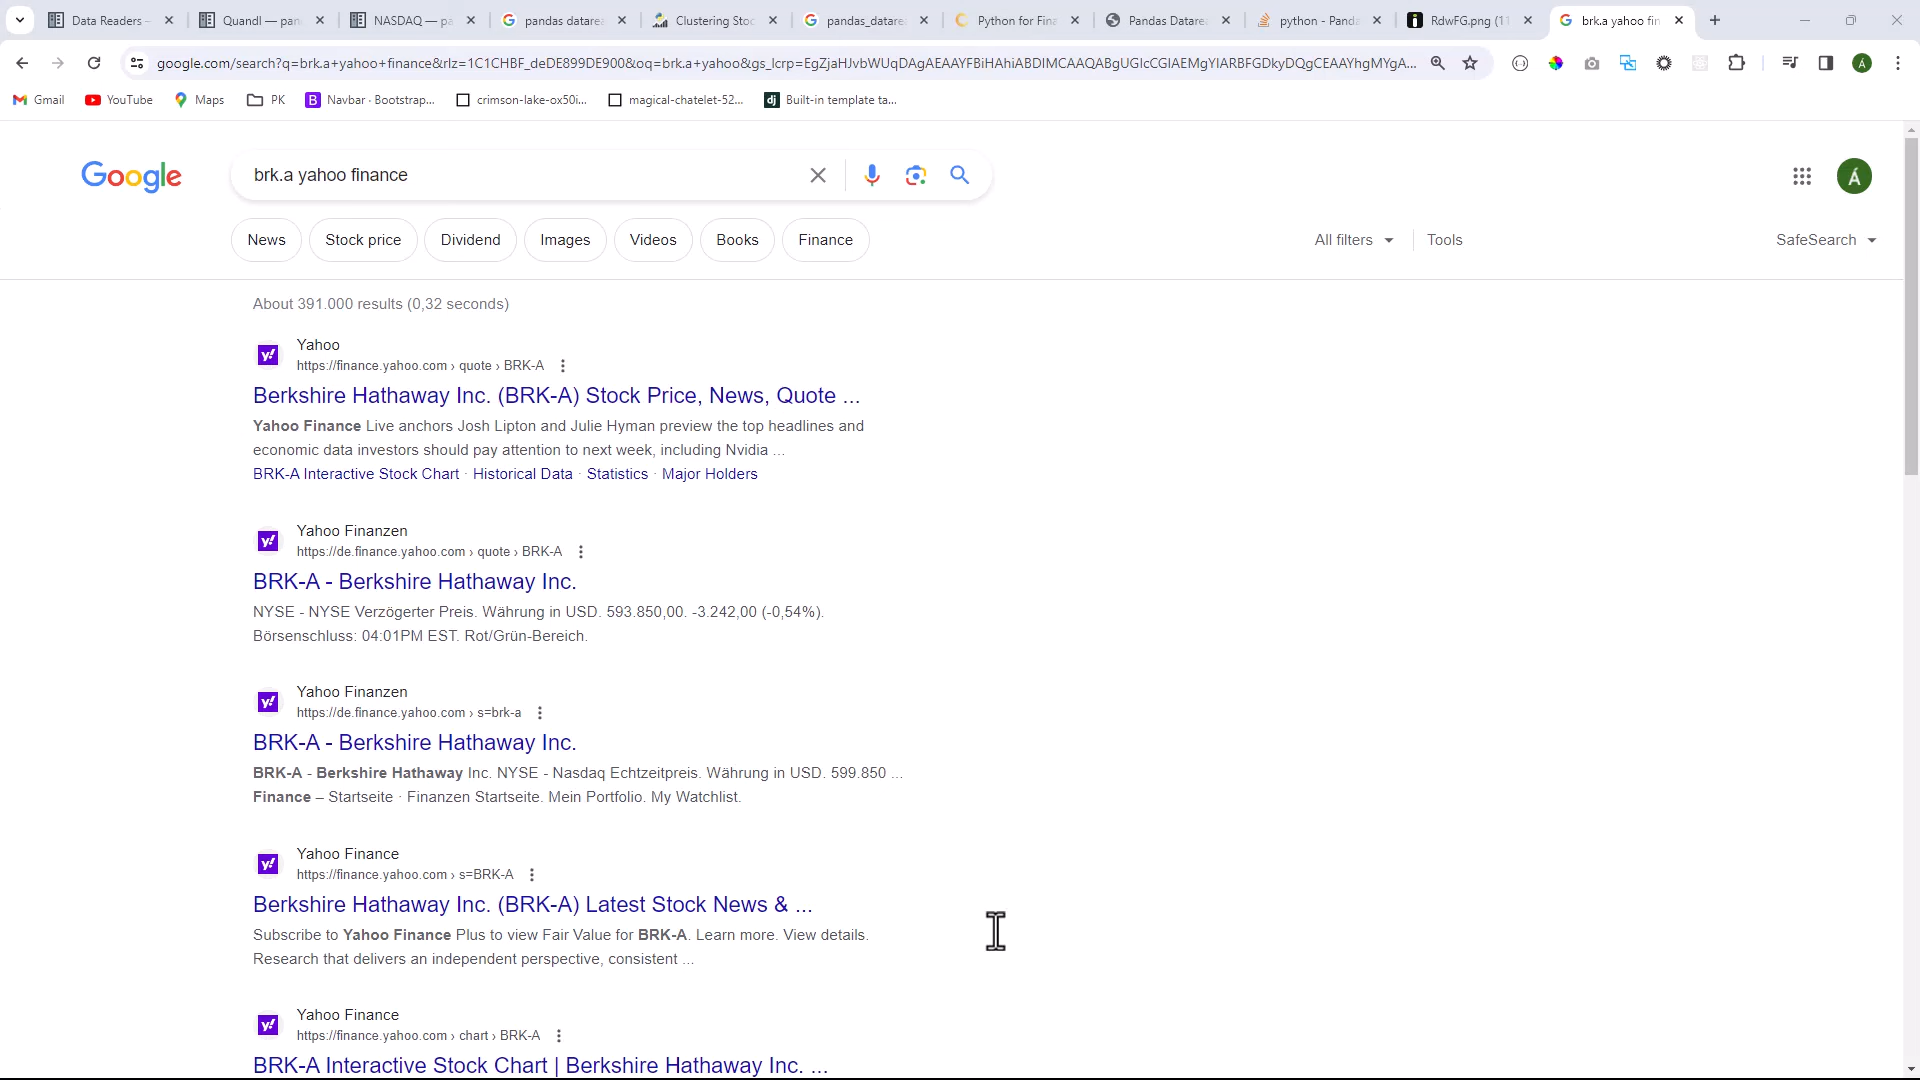 Data Readers —
Quandl — pan
NASDAQ — pa
pandas datarea
Clustering Stoc
pandas_datarea
Python for Fina
Pandas Datarea
python - Panda
RdwFG.png (11
brk.a yahoo fin
google.com/search?q=brk.a+yahoo+finance&rlz=1C1CHBF_deDE899DE900&oq=brk.a+yahoo&gs_lcrp=EgZjaHJvbWUqDAgAEAAYFBiHAhiABDIMCAAQABgUGIcCGIAEMgYIARBFGDkyDQgCEAAYhgMYgA...
Gmail
YouTube
Maps
PK
Navbar · Bootstrap...
crimson-lake-ox50i...
magical-chatelet-52...
dj Built-in template ta...
Google
brk.a yahoo finance
Á
News
Stock price
Dividend
Images
Videos
Books
Finance
All filters
Tools
SafeSearch
About 391.000 results (0,32 seconds)
Yahoo
https://finance.yahoo.com › quote › BRK-A
Berkshire Hathaway Inc. (BRK-A) Stock Price, News, Quote ...
Yahoo Finance Live anchors Josh Lipton and Julie Hyman preview the top headlines and
economic data investors should pay attention to next week, including Nvidia ...
BRK-A Interactive Stock Chart · Historical Data · Statistics · Major Holders
Yahoo Finanzen
https://de.finance.yahoo.com › quote › BRK-A
BRK-A - Berkshire Hathaway Inc.
NYSE - NYSE Verzögerter Preis. Währung in USD. 593.850,00. -3.242,00 (-0,54%).
Börsenschluss: 04:01PM EST. Rot/Grün-Bereich.
Yahoo Finanzen
https://de.finance.yahoo.com › s=brk-a
BRK-A - Berkshire Hathaway Inc.
BRK-A - Berkshire Hathaway Inc. NYSE - Nasdaq Echtzeitpreis. Währung in USD. 599.850 ...
Finance – Startseite · Finanzen Startseite. Mein Portfolio. My Watchlist.
Yahoo Finance
https://finance.yahoo.com › s=BRK-A
Berkshire Hathaway Inc. (BRK-A) Latest Stock News & ...
Subscribe to Yahoo Finance Plus to view Fair Value for BRK-A. Learn more. View details.
Research that delivers an independent perspective, consistent ...
Yahoo Finance
https://finance.yahoo.com › chart › BRK-A
BRK-A Interactive Stock Chart | Berkshire Hathaway Inc. ...